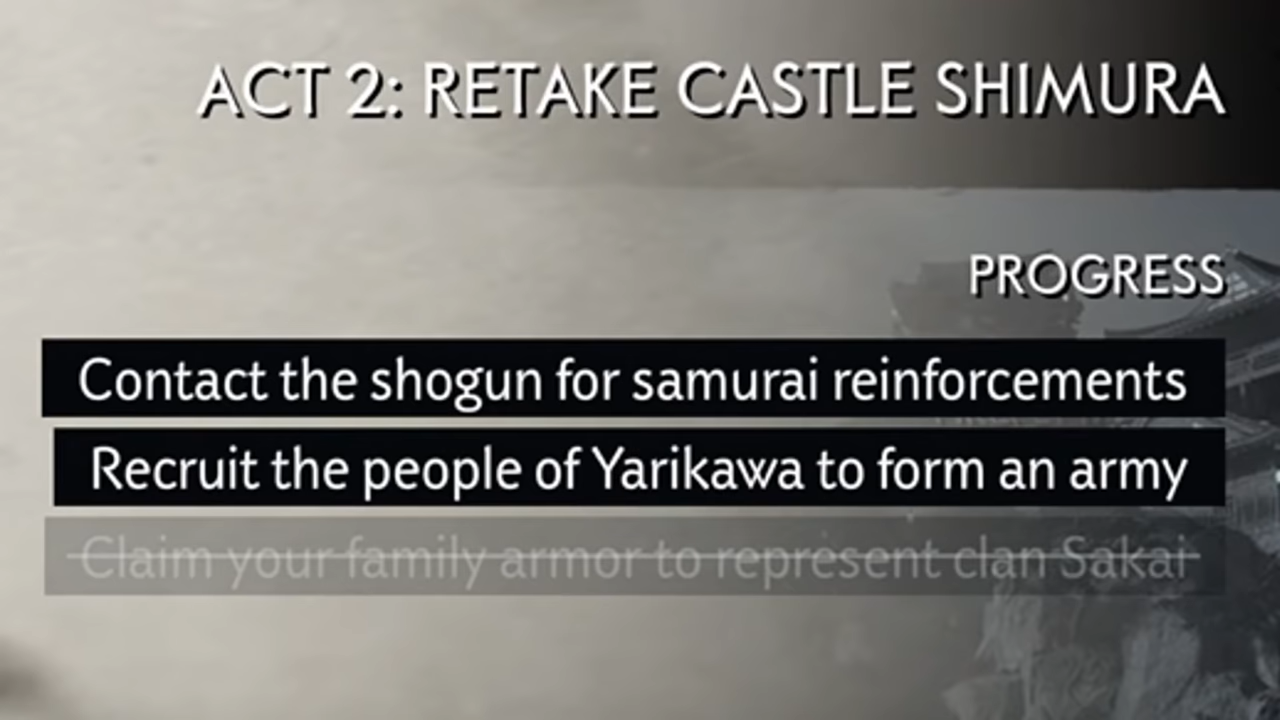 ACT 2: RETAKE CASTLE SHIMURA
PROGRESS
Contact the shogun for samurai reinforcements
Recruit the people of Yarikawa to form an army
Claim your family armor to represent clan Sakai